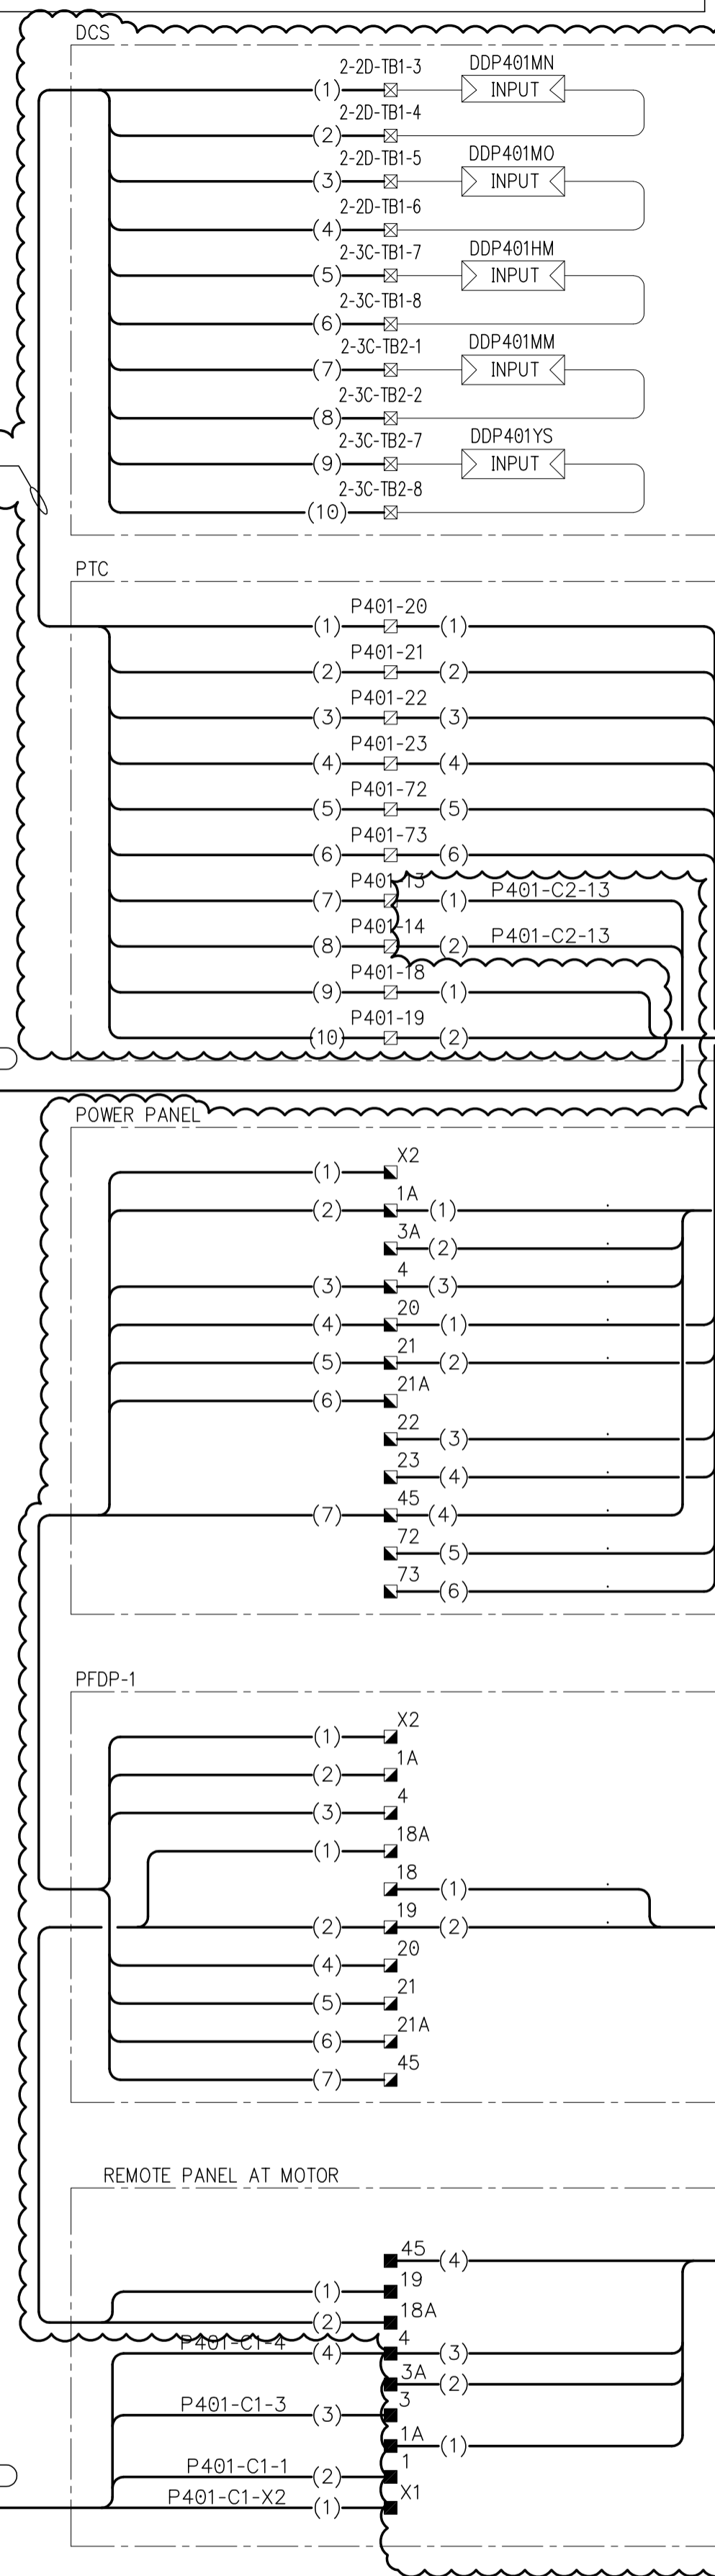 DCS
2-2D-TB1-3 DDP401MN
(1) INPUT
2-2D-TB1-4
(2)
2-2D-TB1-5 DDP401MO
(3) INPUT
2-2D-TB1-6
(4)
2-3C-TB1-7 DDP401HM
(5) INPUT
2-3C-TB1-8
(6)
2-3C-TB2-1 DDP401MM
(7) INPUT
2-3C-TB2-2
(8)
2-3C-TB2-7 DDP401YS
(9) INPUT
2-3C-TB2-8
(10)
PTC
P401-20
(1) (1)
P401-21
(2) (2)
P401-22
(3) (3)
P401-23
(4) (4)
P401-72
(5) (5)
P401-73
(6) (6)
P401-13 P401-C2-13
(7) (1)
P401-14 P401-C2-13
(8) (2)
P401-18
(9) (1)
P401-19
(10) (2)
POWER PANEL
X2
(1)
1A
(2) (1)
3A
(2)
4
(3) (3)
20
(4) (1)
21
(5) (2)
21A
(6)
22
(3)
23
(4)
45
(7) (4)
72
(5)
73
(6)
PFDP-1
X2
(1)
1A
(2)
4
(3)
18A
(1)
18
(1)
19
(2) (2)
20
(4)
21
(5)
21A
(6)
45
(7)
REMOTE PANEL AT MOTOR
45
(4)
19
(1)
18A
(2)
P401-C1-4 4
(4) (3)
3A
(2)
P401-C1-3 3
(3)
1A
(1)
P401-C1-1 1
(2)
P401-C1-X2 X1
(1)